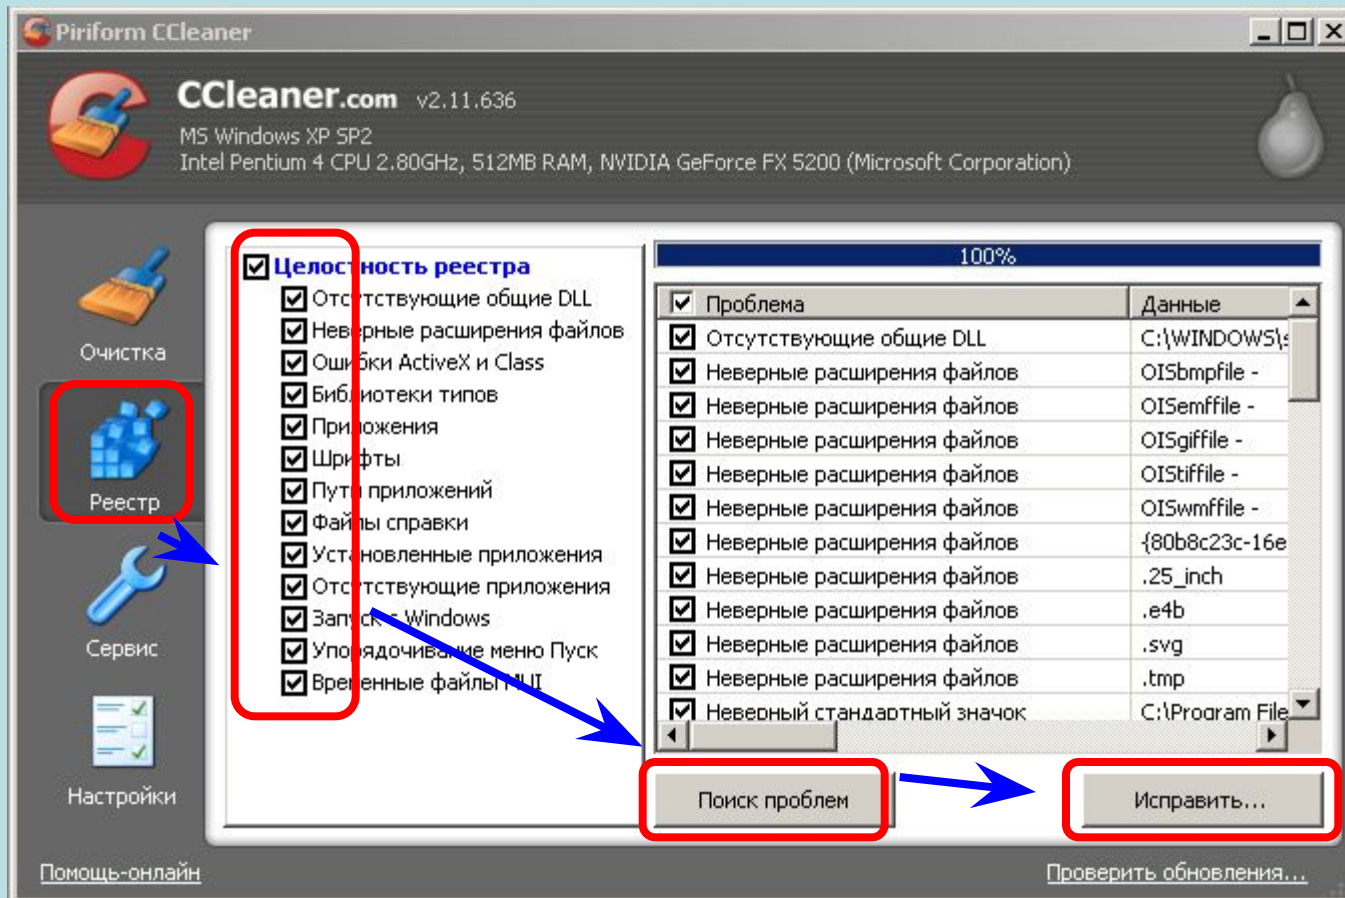 Piriform CCleaner
CCleaner.com v2.11.636
MS Windows XP SP2
Intel Pentium 4 CPU 2.80GHz, 512MB RAM, NVIDIA GeForce FX 5200 (Microsoft Corporation)
Очистка
Реестр
Сервис
Настройки
Целостность реестра
Отсутствующие общие DLL
Неверные расширения файлов
Ошибки ActiveX и Class
Библиотеки типов
Приложения
Шрифты
Пути приложений
Файлы справки
Установленные приложения
Отсутствующие приложения
Запуск с Windows
Упорядочивание меню Пуск
Временные файлы MUI
100%
Проблема Данные
Отсутствующие общие DLL C:\WINDOWS\s
Неверные расширения файлов OISbmpfile -
Неверные расширения файлов OISemffile -
Неверные расширения файлов OISgiffile -
Неверные расширения файлов OIStiffile -
Неверные расширения файлов OISwmffile -
Неверные расширения файлов {80b8c23c-16e
Неверные расширения файлов .25_inch
Неверные расширения файлов .e4b
Неверные расширения файлов .svg
Неверные расширения файлов .tmp
Неверный стандартный значок C:\Program File
Поиск проблем
Исправить...
Помощь-онлайн
Проверить обновления...